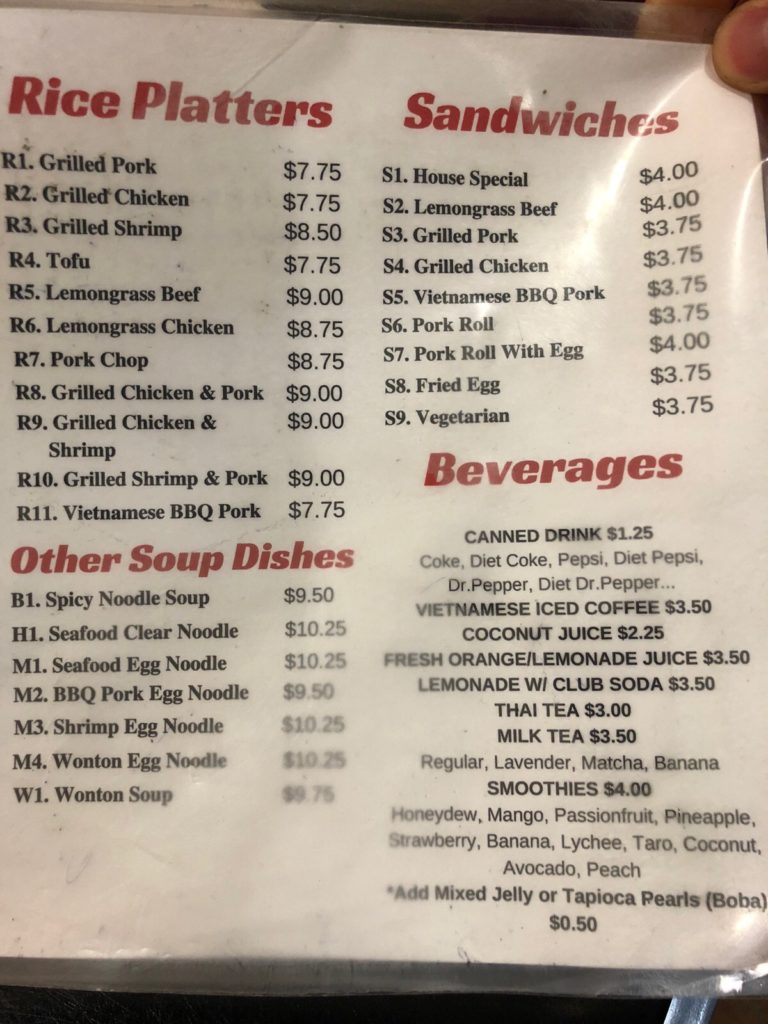 Rice Platters
R1. Grilled Pork $7.75
R2. Grilled Chicken $7.75
R3. Grilled Shrimp $8.50
R4. Tofu $7.75
R5. Lemongrass Beef $9.00
R6. Lemongrass Chicken $8.75
R7. Pork Chop $8.75
R8. Grilled Chicken & Pork $9.00
R9. Grilled Chicken & $9.00
Shrimp
R10. Grilled Shrimp & Pork $9.00
R11. Vietnamese BBQ Pork $7.75
Other Soup Dishes
B1. Spicy Noodle Soup $9.50
H1. Seafood Clear Noodle $10.25
M1. Seafood Egg Noodle $10.25
M2. BBQ Pork Egg Noodle $9.50
M3. Shrimp Egg Noodle $10.25
M4. Wonton Egg Noodle $10.25
W1. Wonton Soup $9.75
Sandwiches
S1. House Special $4.00
S2. Lemongrass Beef $4.00
S3. Grilled Pork $3.75
S4. Grilled Chicken $3.75
S5. Vietnamese BBQ Pork $3.75
S6. Pork Roll $3.75
S7. Pork Roll With Egg $4.00
S8. Fried Egg $3.75
S9. Vegetarian $3.75
Beverages
CANNED DRINK $1.25
Coke, Diet Coke, Pepsi, Diet Pepsi,
Dr.Pepper, Diet Dr.Pepper...
VIETNAMESE ICED COFFEE $3.50
COCONUT JUICE $2.25
FRESH ORANGE/LEMONADE JUICE $3.50
LEMONADE W/ CLUB SODA $3.50
THAI TEA $3.00
MILK TEA $3.50
Regular, Lavender, Matcha, Banana
SMOOTHIES $4.00
Honeydew, Mango, Passionfruit, Pineapple,
Strawberry, Banana, Lychee, Taro, Coconut,
Avocado, Peach
*Add Mixed Jelly or Tapioca Pearls (Boba)
$0.50